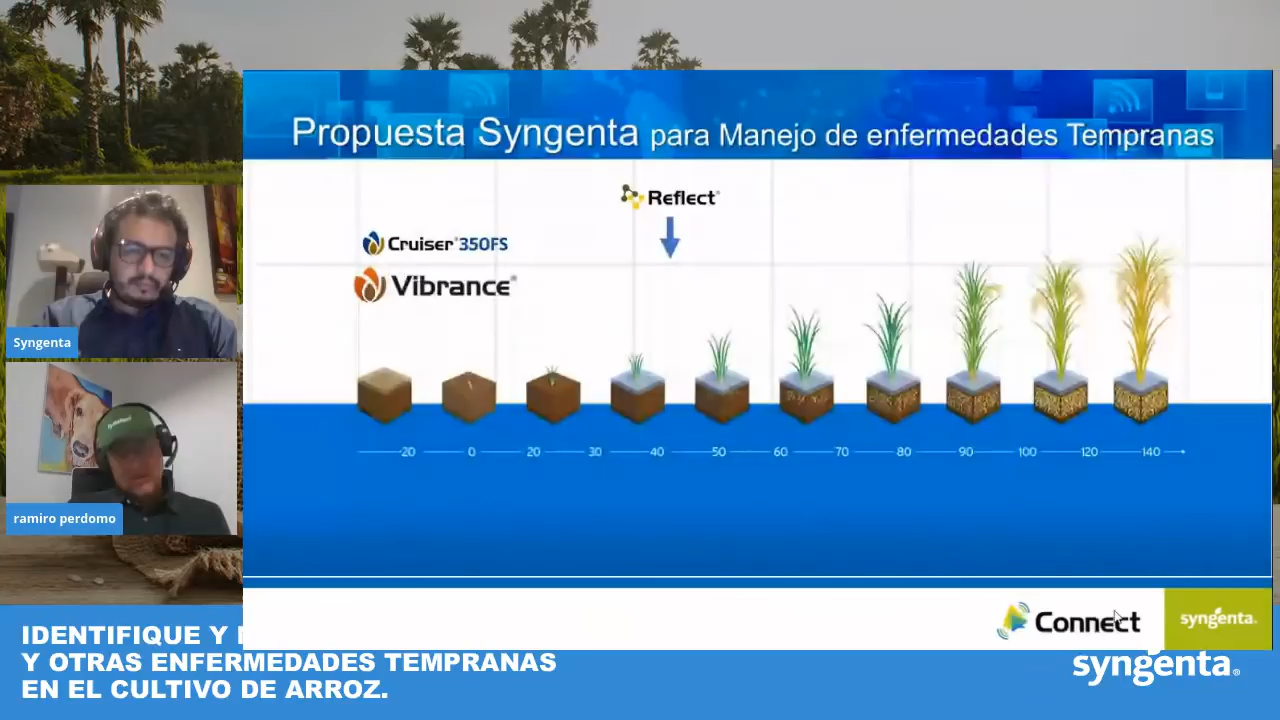 Propuesta Syngenta para Manejo de enfermedades Tempranas
Reflect®
Cruiser®350FS
Vibrance®
Syngenta
ramiro perdomo
-20 0 20 30 40 50 60 70 80 90 100 120 140
Connect
syngenta.
IDENTIFIQUE Y
Y OTRAS ENFERMEDADES TEMPRANAS
EN EL CULTIVO DE ARROZ.
syngenta®